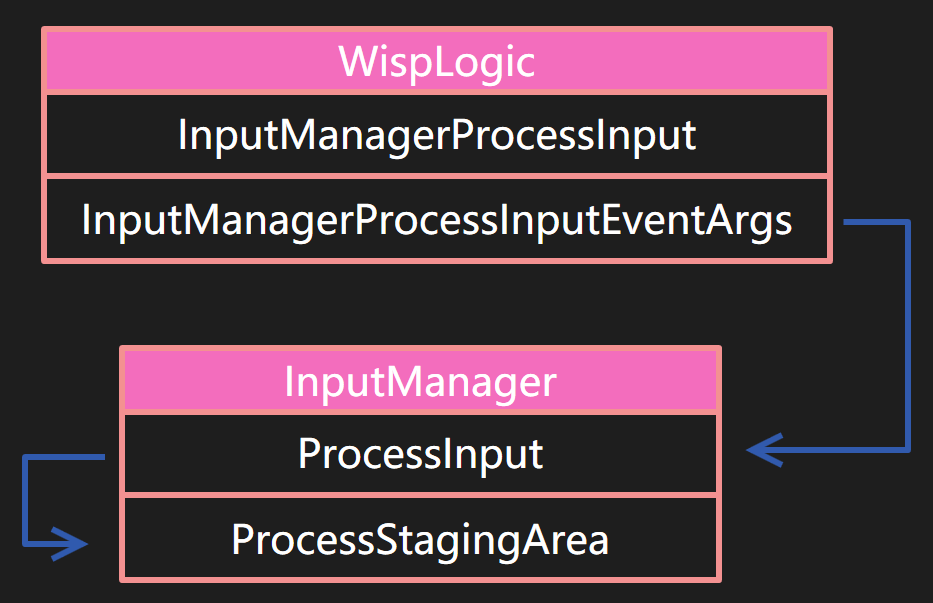 WispLogic
InputManagerProcessInput
InputManagerProcessInputEventArgs
InputManager
ProcessInput
ProcessStagingArea